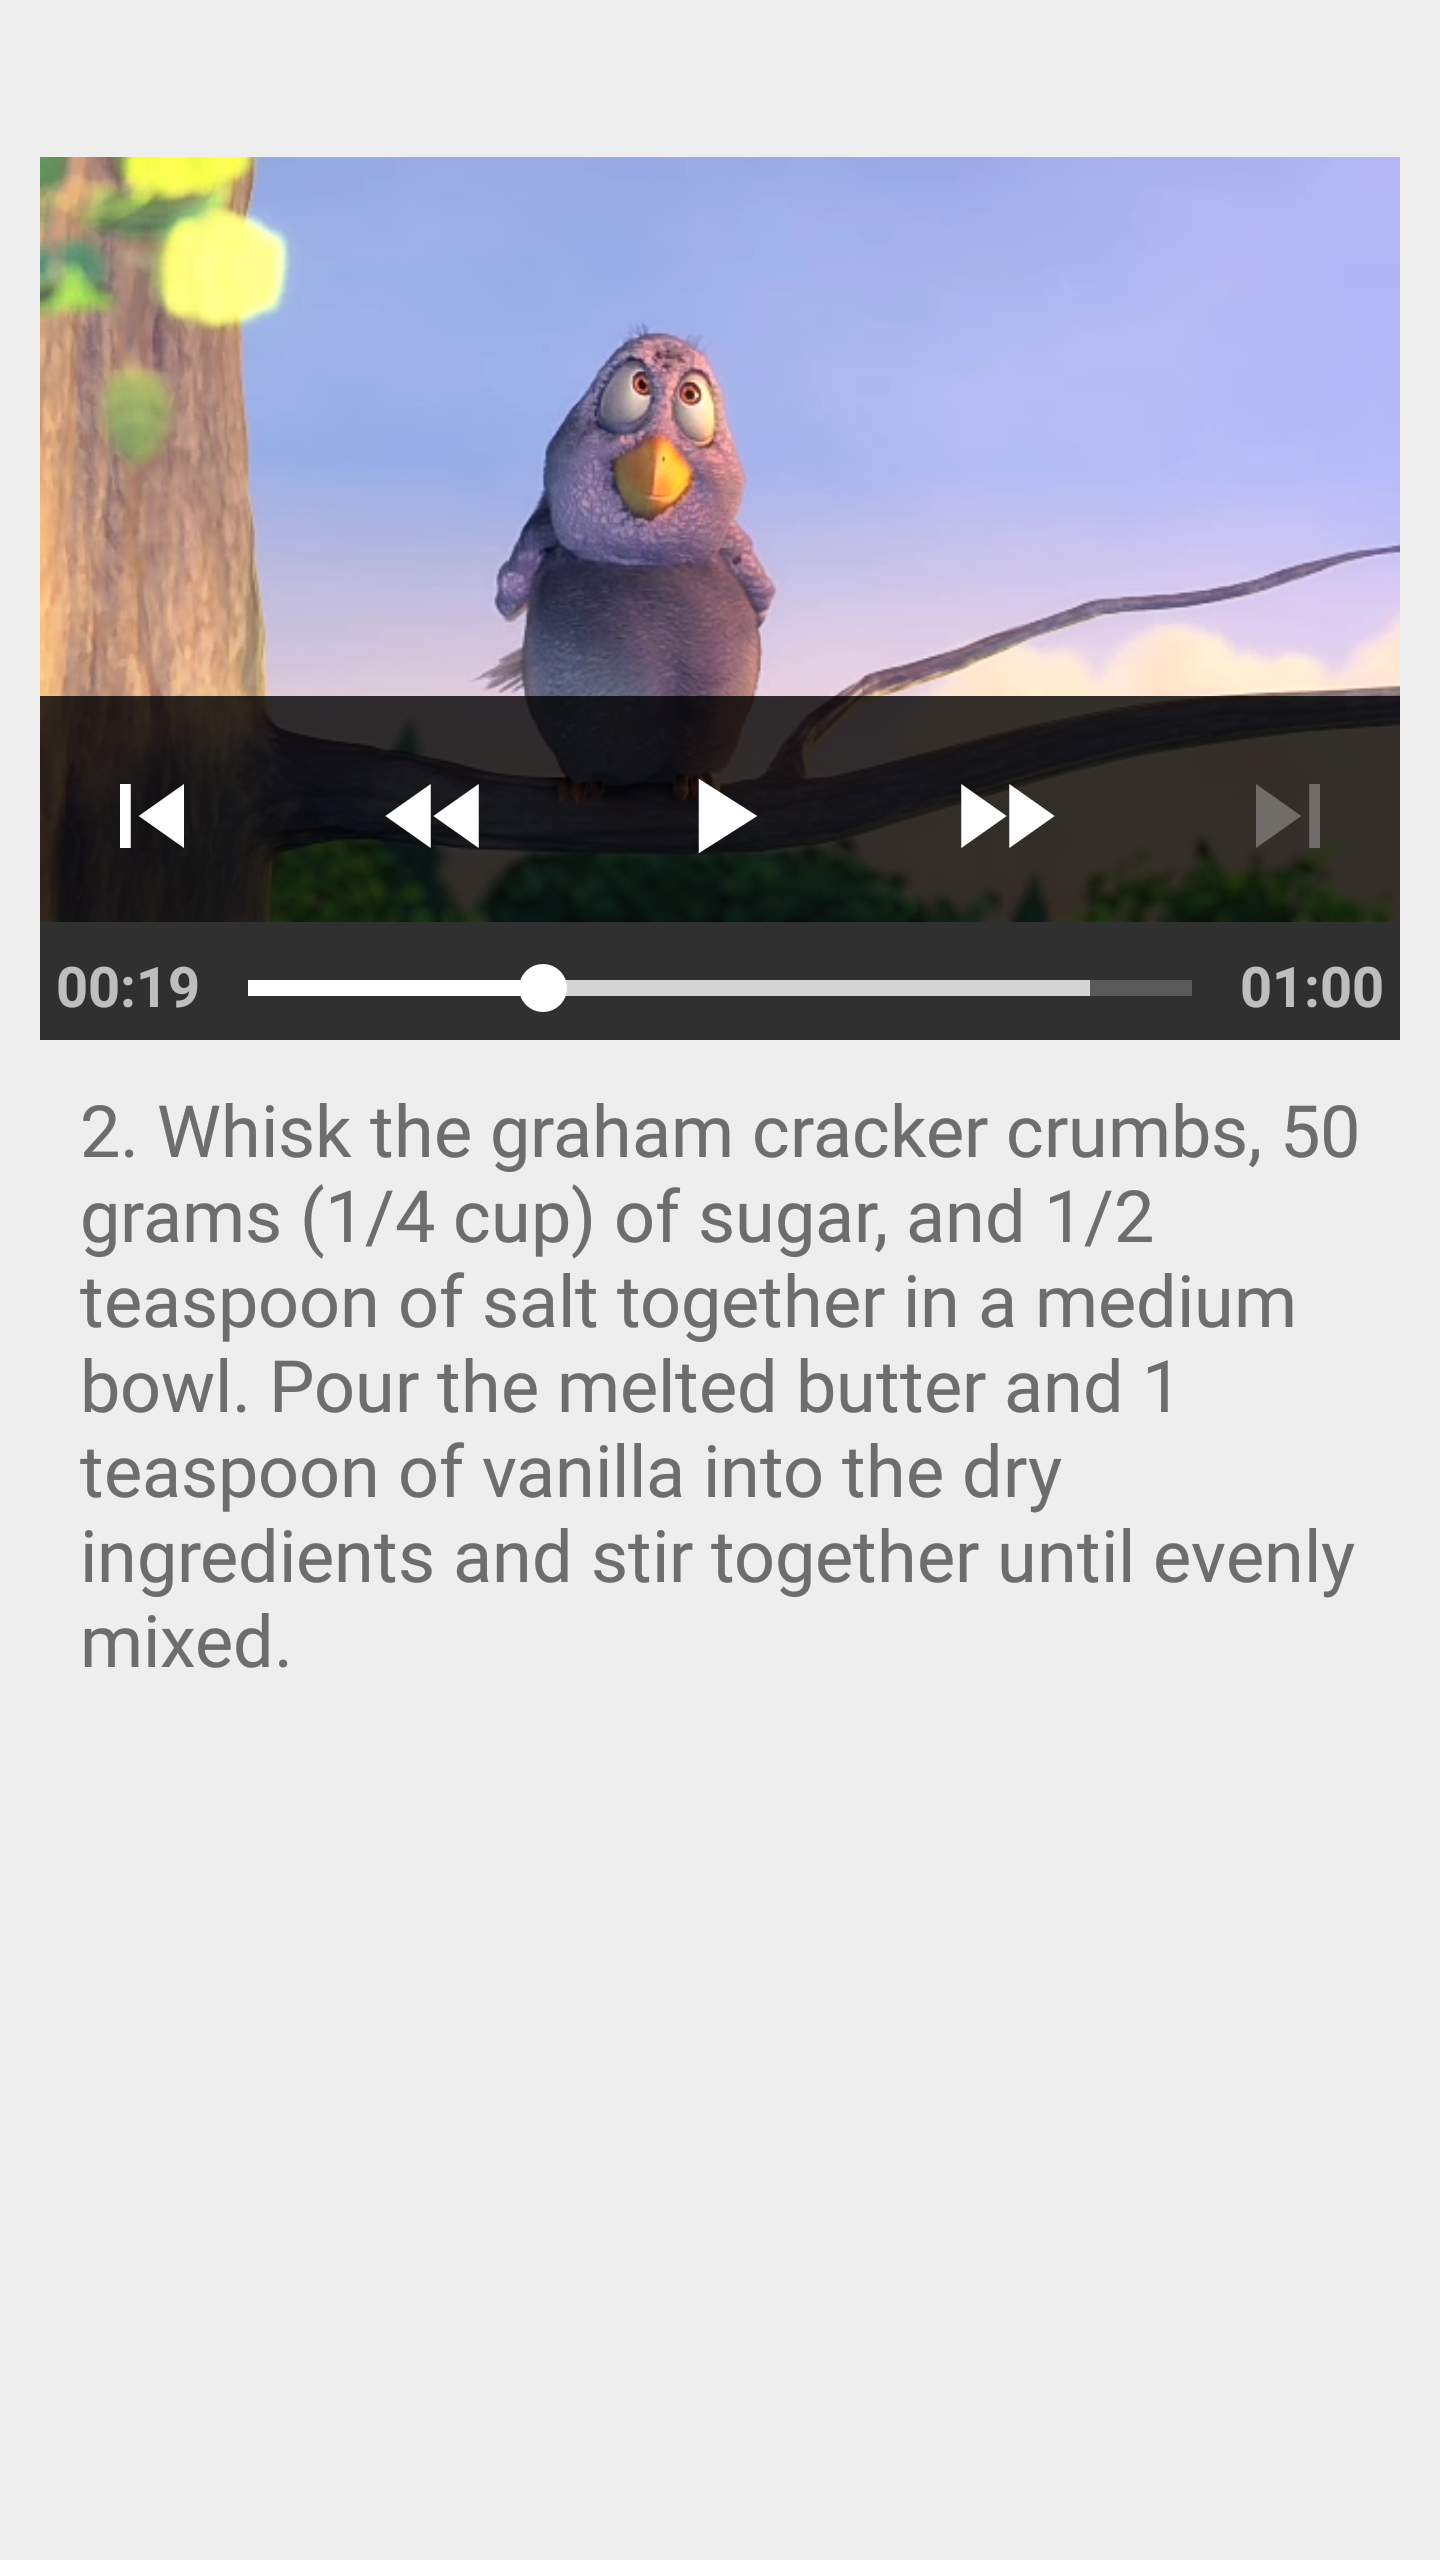 00:19 01:00
2. Whisk the graham cracker crumbs, 50
grams (1/4 cup) of sugar, and 1/2
teaspoon of salt together in a medium
bowl. Pour the melted butter and 1
teaspoon of vanilla into the dry
ingredients and stir together until evenly
mixed.